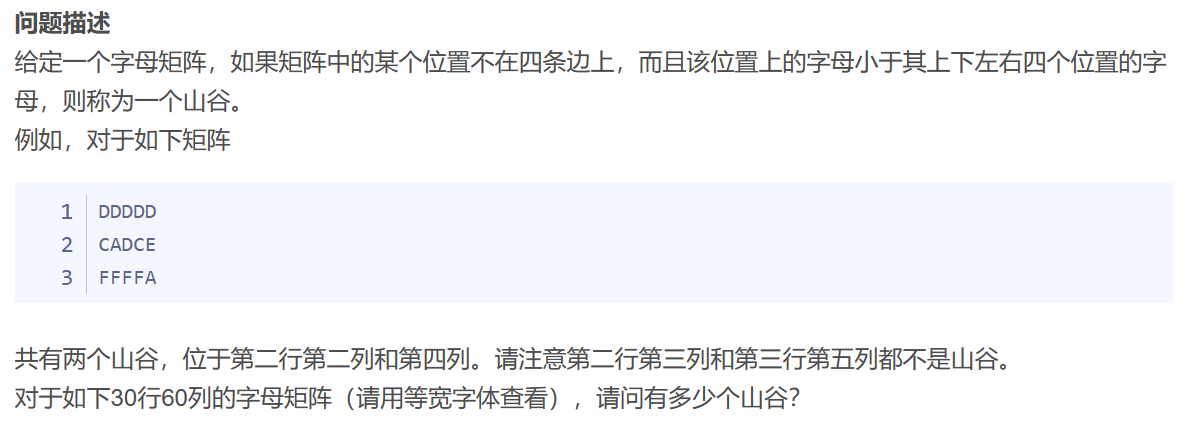 问题描述
给定一个字母矩阵，如果矩阵中的某个位置不在四条边上，而且该位置上的字母小于其上下左右四个位置的字
母，则称为一个山谷。
例如，对于如下矩阵
1 DDDDD
2 CADCE
3 FFFFA
共有两个山谷，位于第二行第二列和第四列。请注意第二行第三列和第三行第五列都不是山谷。
对于如下30行60列的字母矩阵（请用等宽字体查看），请问有多少个山谷？